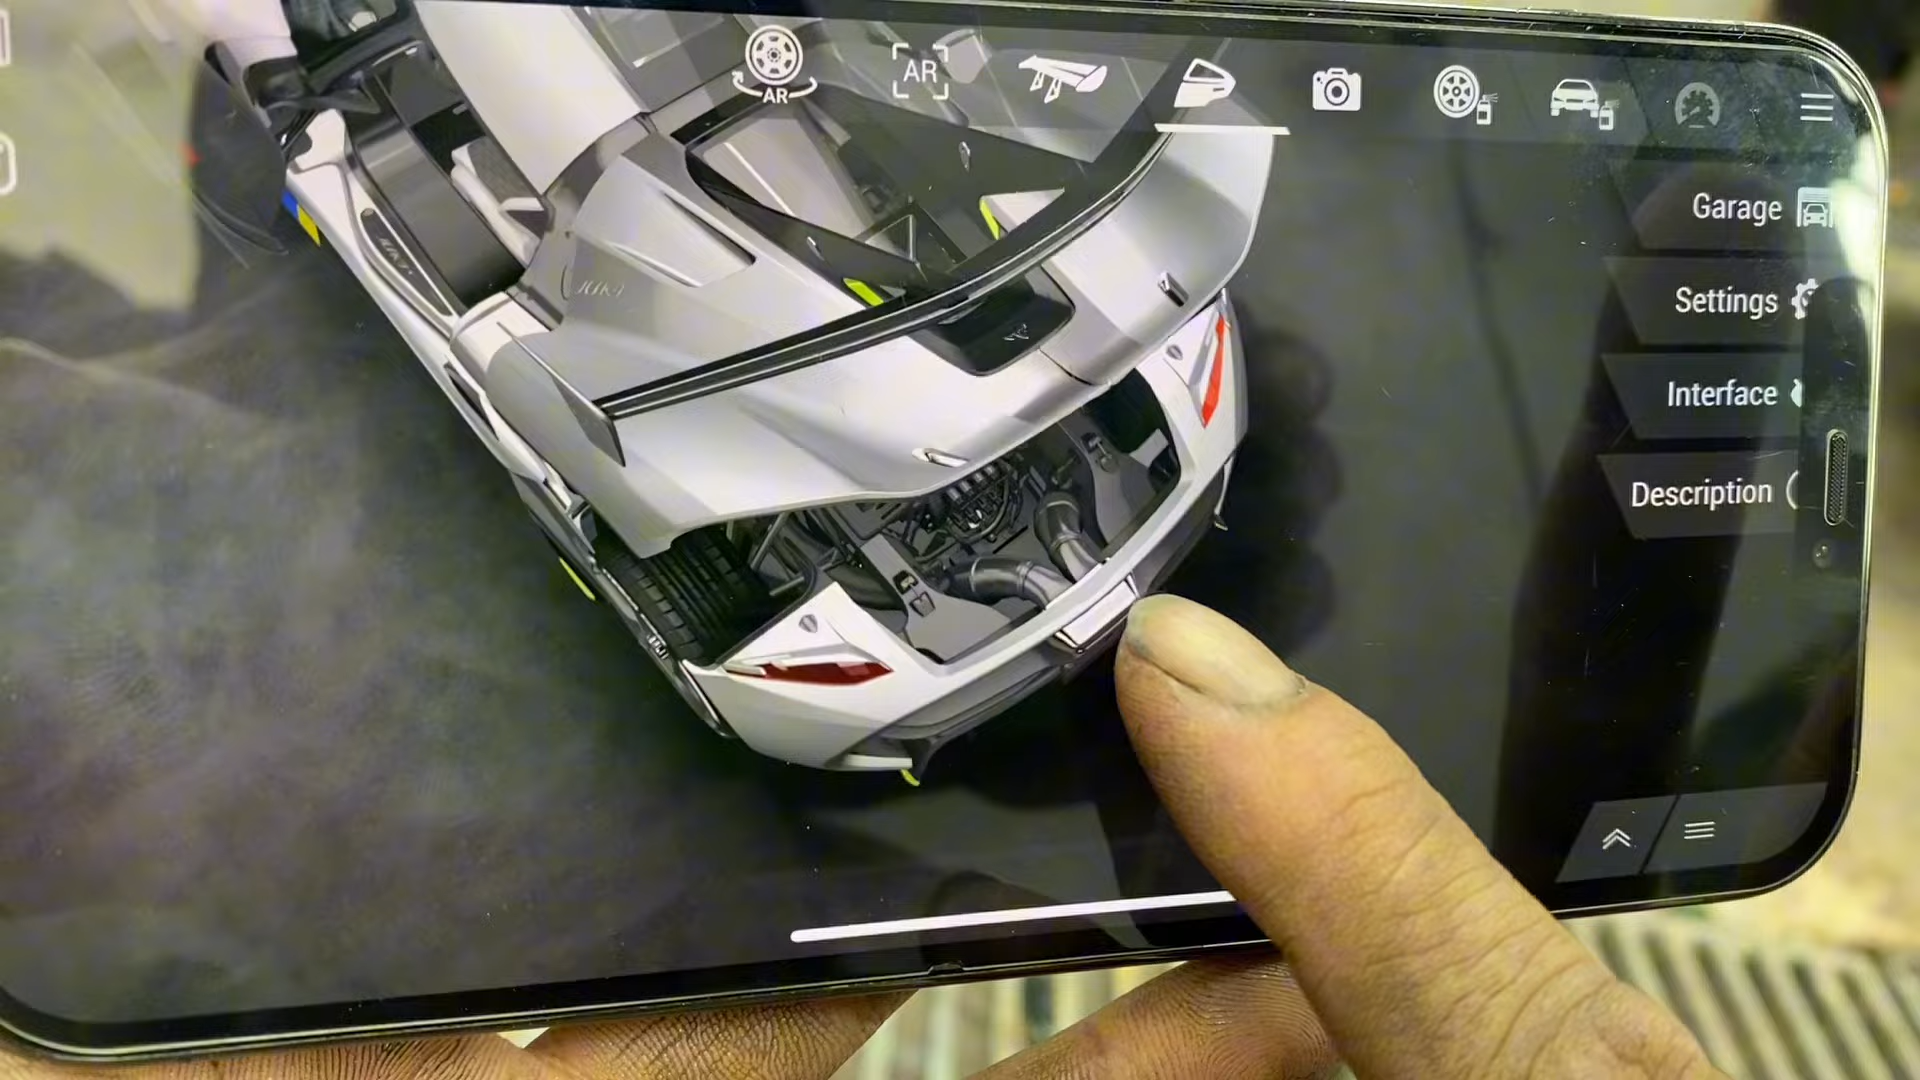 AR
AR
Garage
Settings
Interface
Description